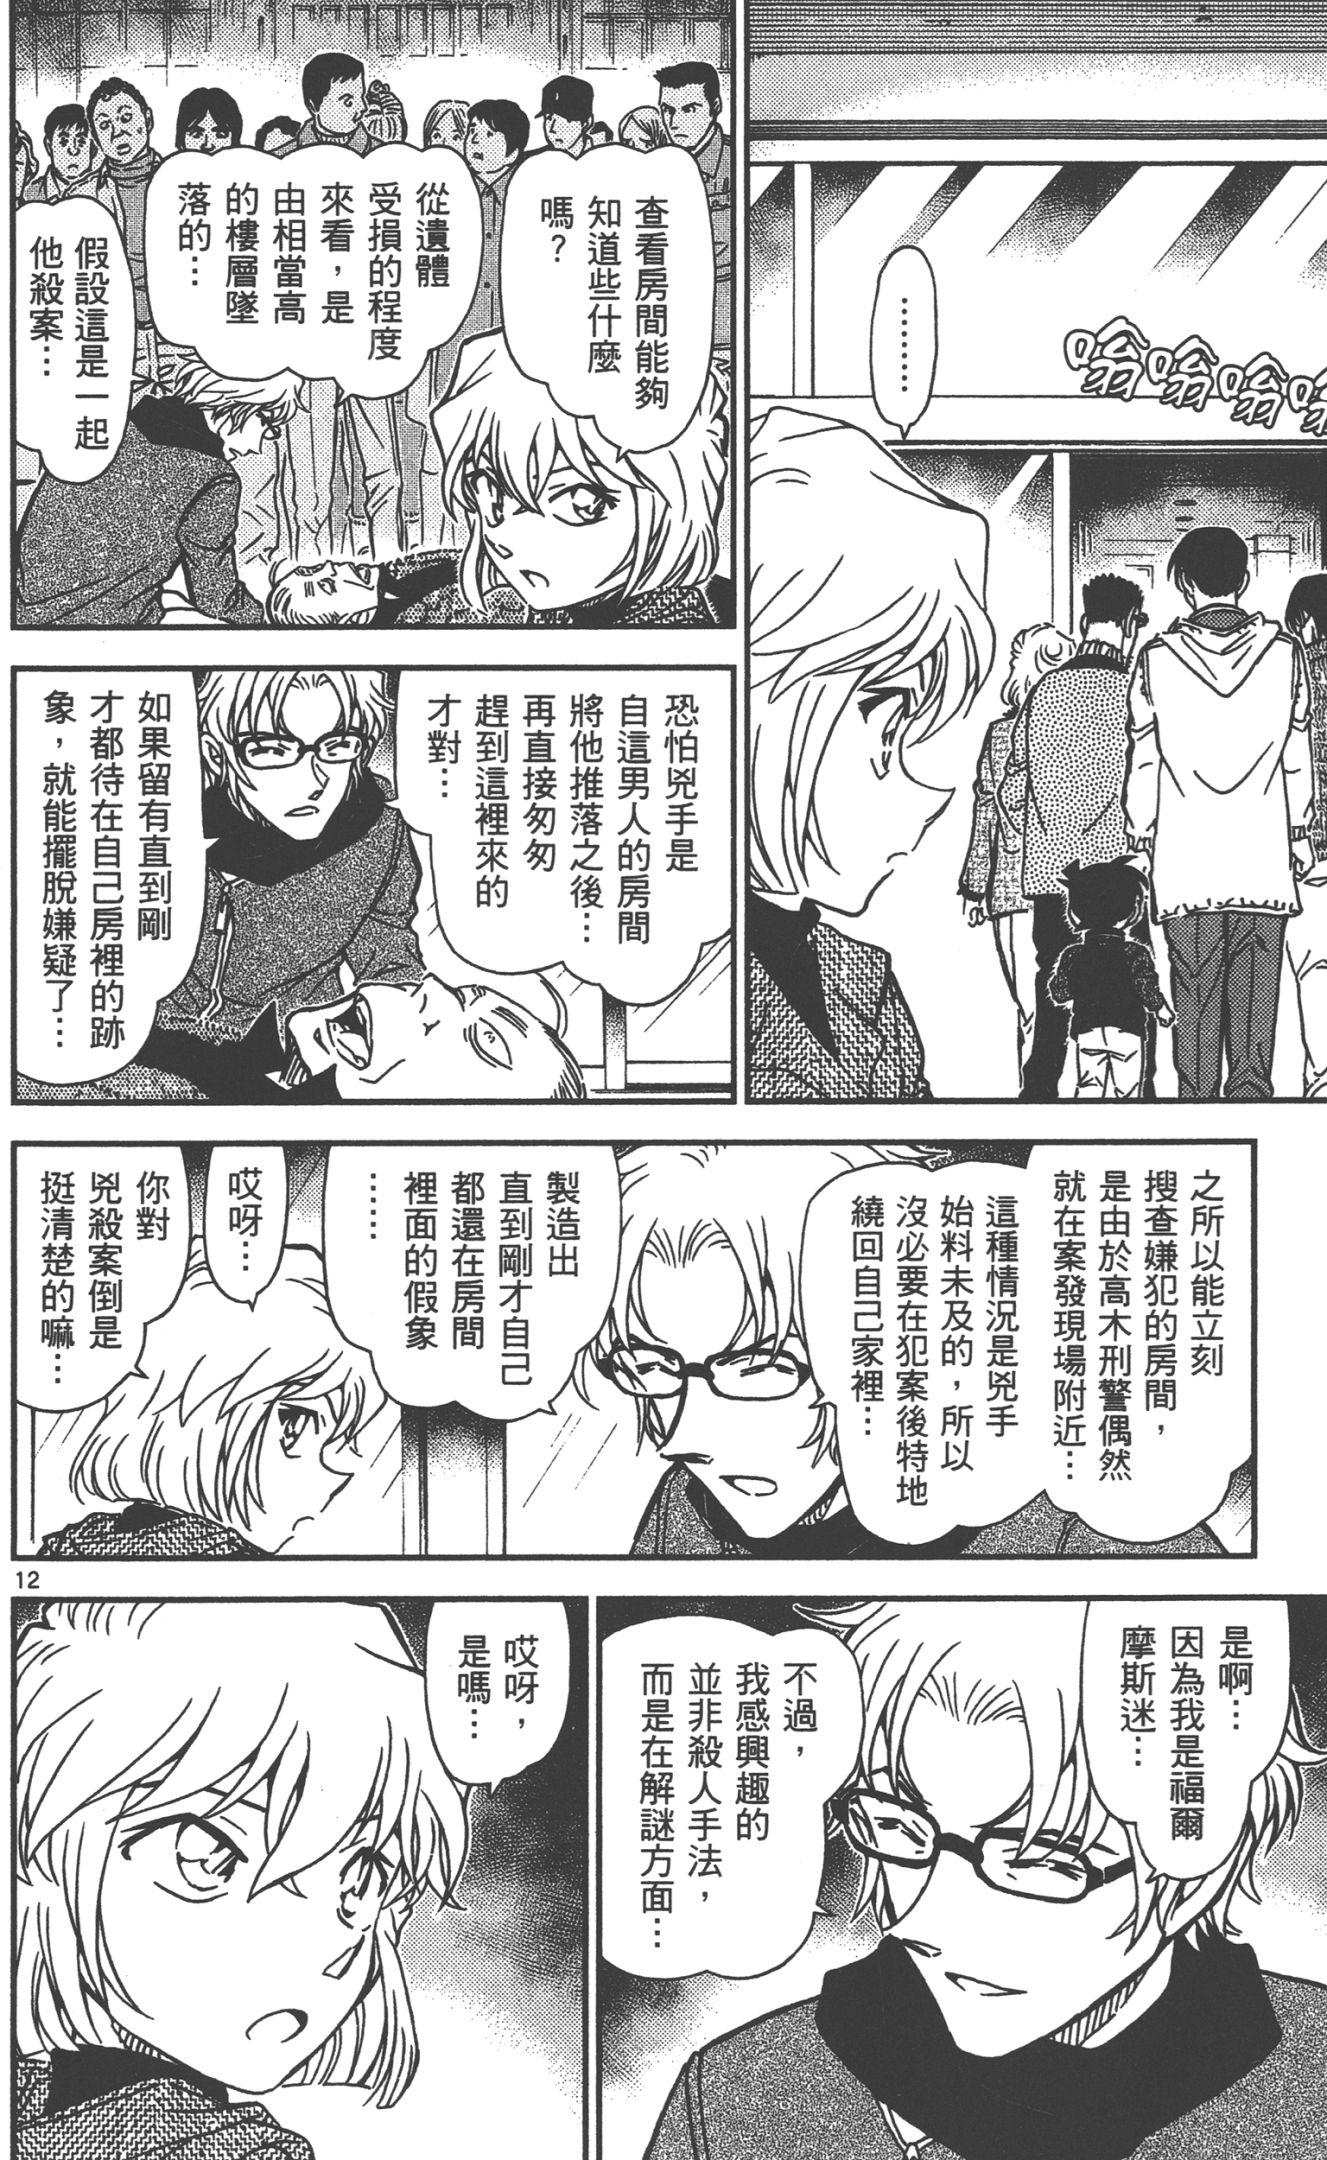 ………
嗡嗡嗡嗡
查看房間能夠
知道些什麼
嗎？
從遺體
受損的程度
來看，是
由相當高
的樓層墜
落的…
假設這是一起
他殺案…
恐怕兇手是
自這男人的房間
將他推落之後…
再直接匆匆
趕到這裡來的
才對…
如果留有直到剛
才都待在自己房裡的跡
象，就能擺脫嫌疑了…
之所以能立刻
搜查嫌犯的房間，
是由於高木刑警偶然
就在案發現場附近…
這種情況是兇手
始料未及的，所以
沒必要在犯案後特地
繞回自己家裡…
製造出
直到剛才自己
都還在房間
裡面的假象
……
哎呀…
你對
兇殺案倒是
挺清楚的嘛…
12
是啊…
因為我是福爾
摩斯迷…
不過，
我感興趣的
並非殺人手法，
而是在解謎方面…
哎呀，
是嗎…